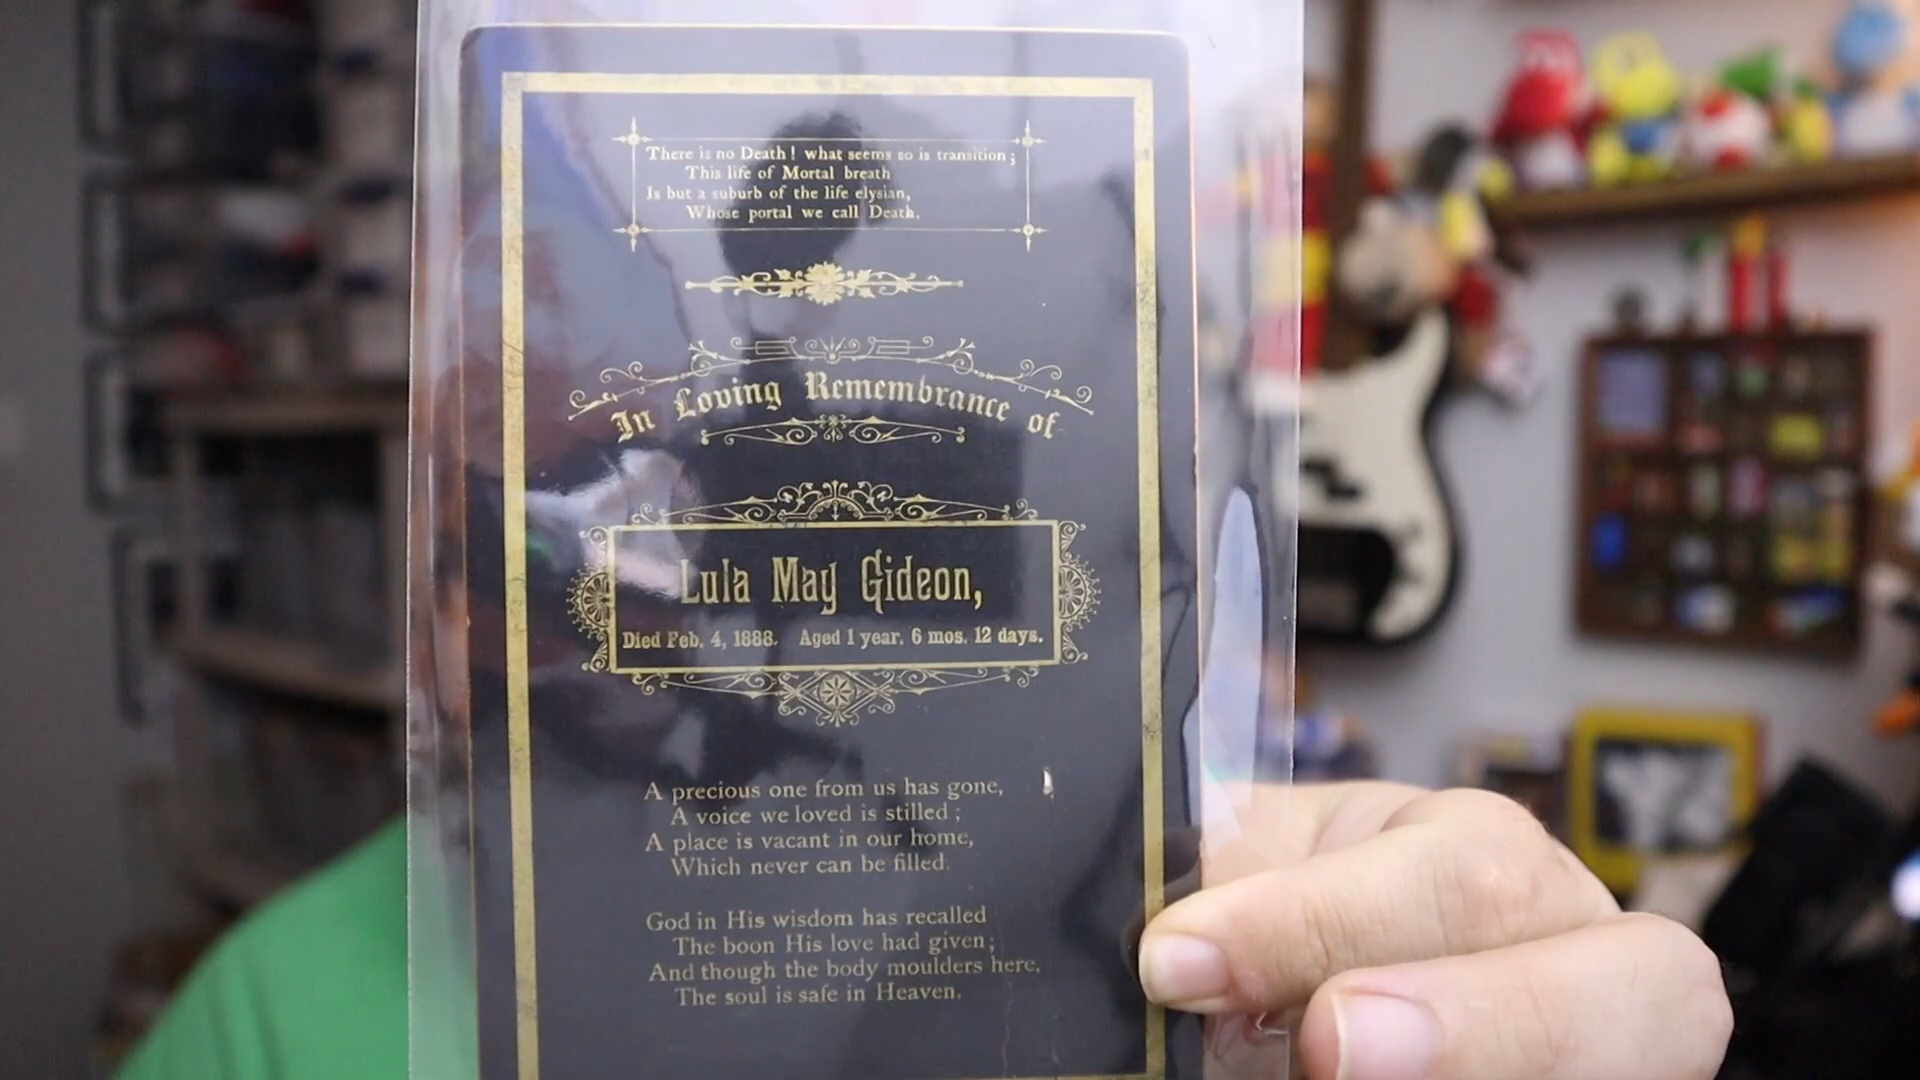 There is no Death! what seems so is transition;
This life of Mortal breath
Is but a suburb of the life elysian,
Whose portal we call Death.
In Loving Remembrance of
Lula May Gideon,
Died Feb. 4, 1888. Aged 1 year, 6 mos. 12 days.
A precious one from us has gone,
A voice we loved is stilled;
A place is vacant in our home,
Which never can be filled.
God in His wisdom has recalled
The boon His love had given;
And though the body moulders here,
The soul is safe in Heaven.